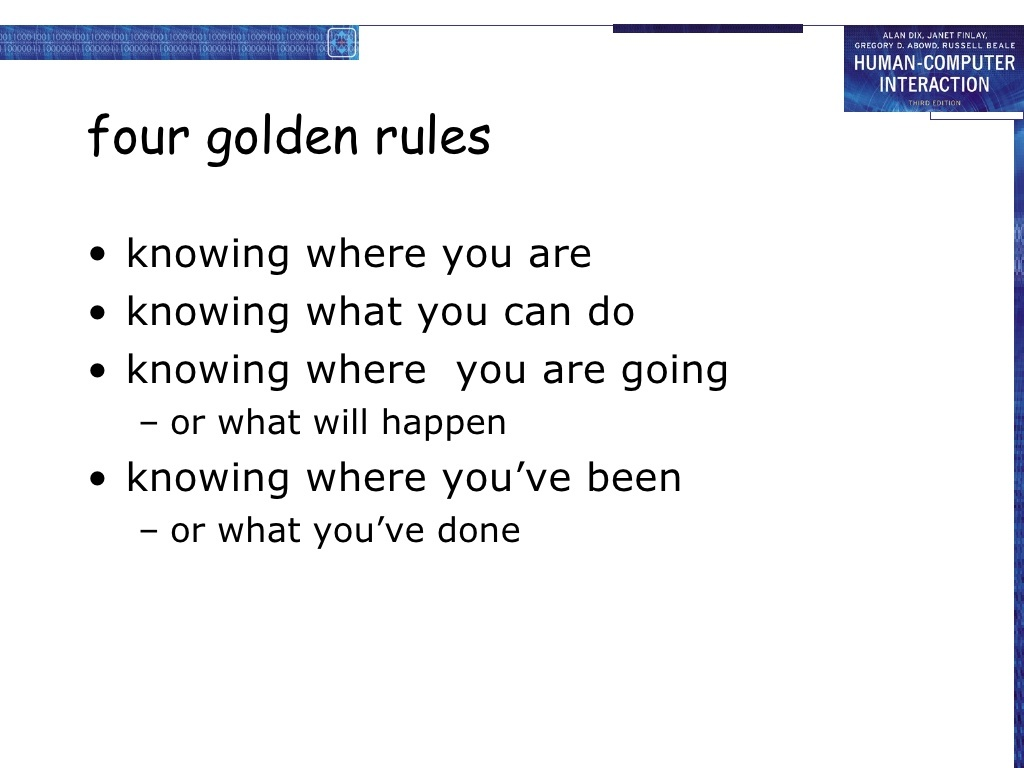 ALAN DIX, JANET FINLAY,
GREGORY D. ABOWD, RUSSELL BEALE
HUMAN-COMPUTER
INTERACTION
THIRD EDITION
four golden rules
• knowing where you are
• knowing what you can do
• knowing where  you are going
– or what will happen
• knowing where you’ve been
– or what you’ve done